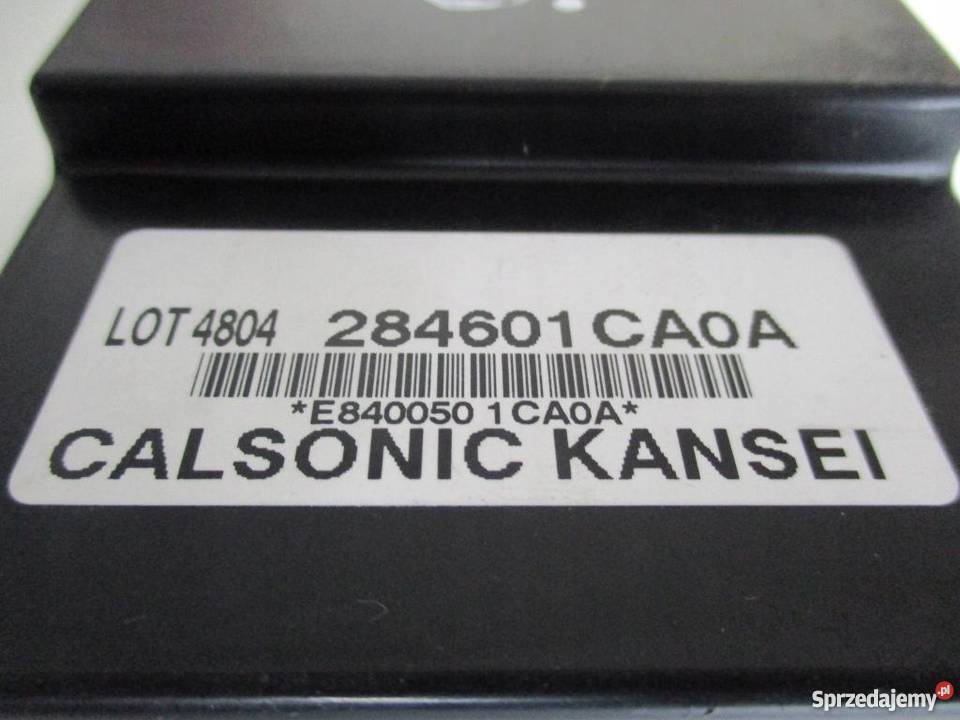 LOT 4804 284601CA0A
*E840050 1CA0A*
CALSONIC KANSEI
Sprzedajemy.pl